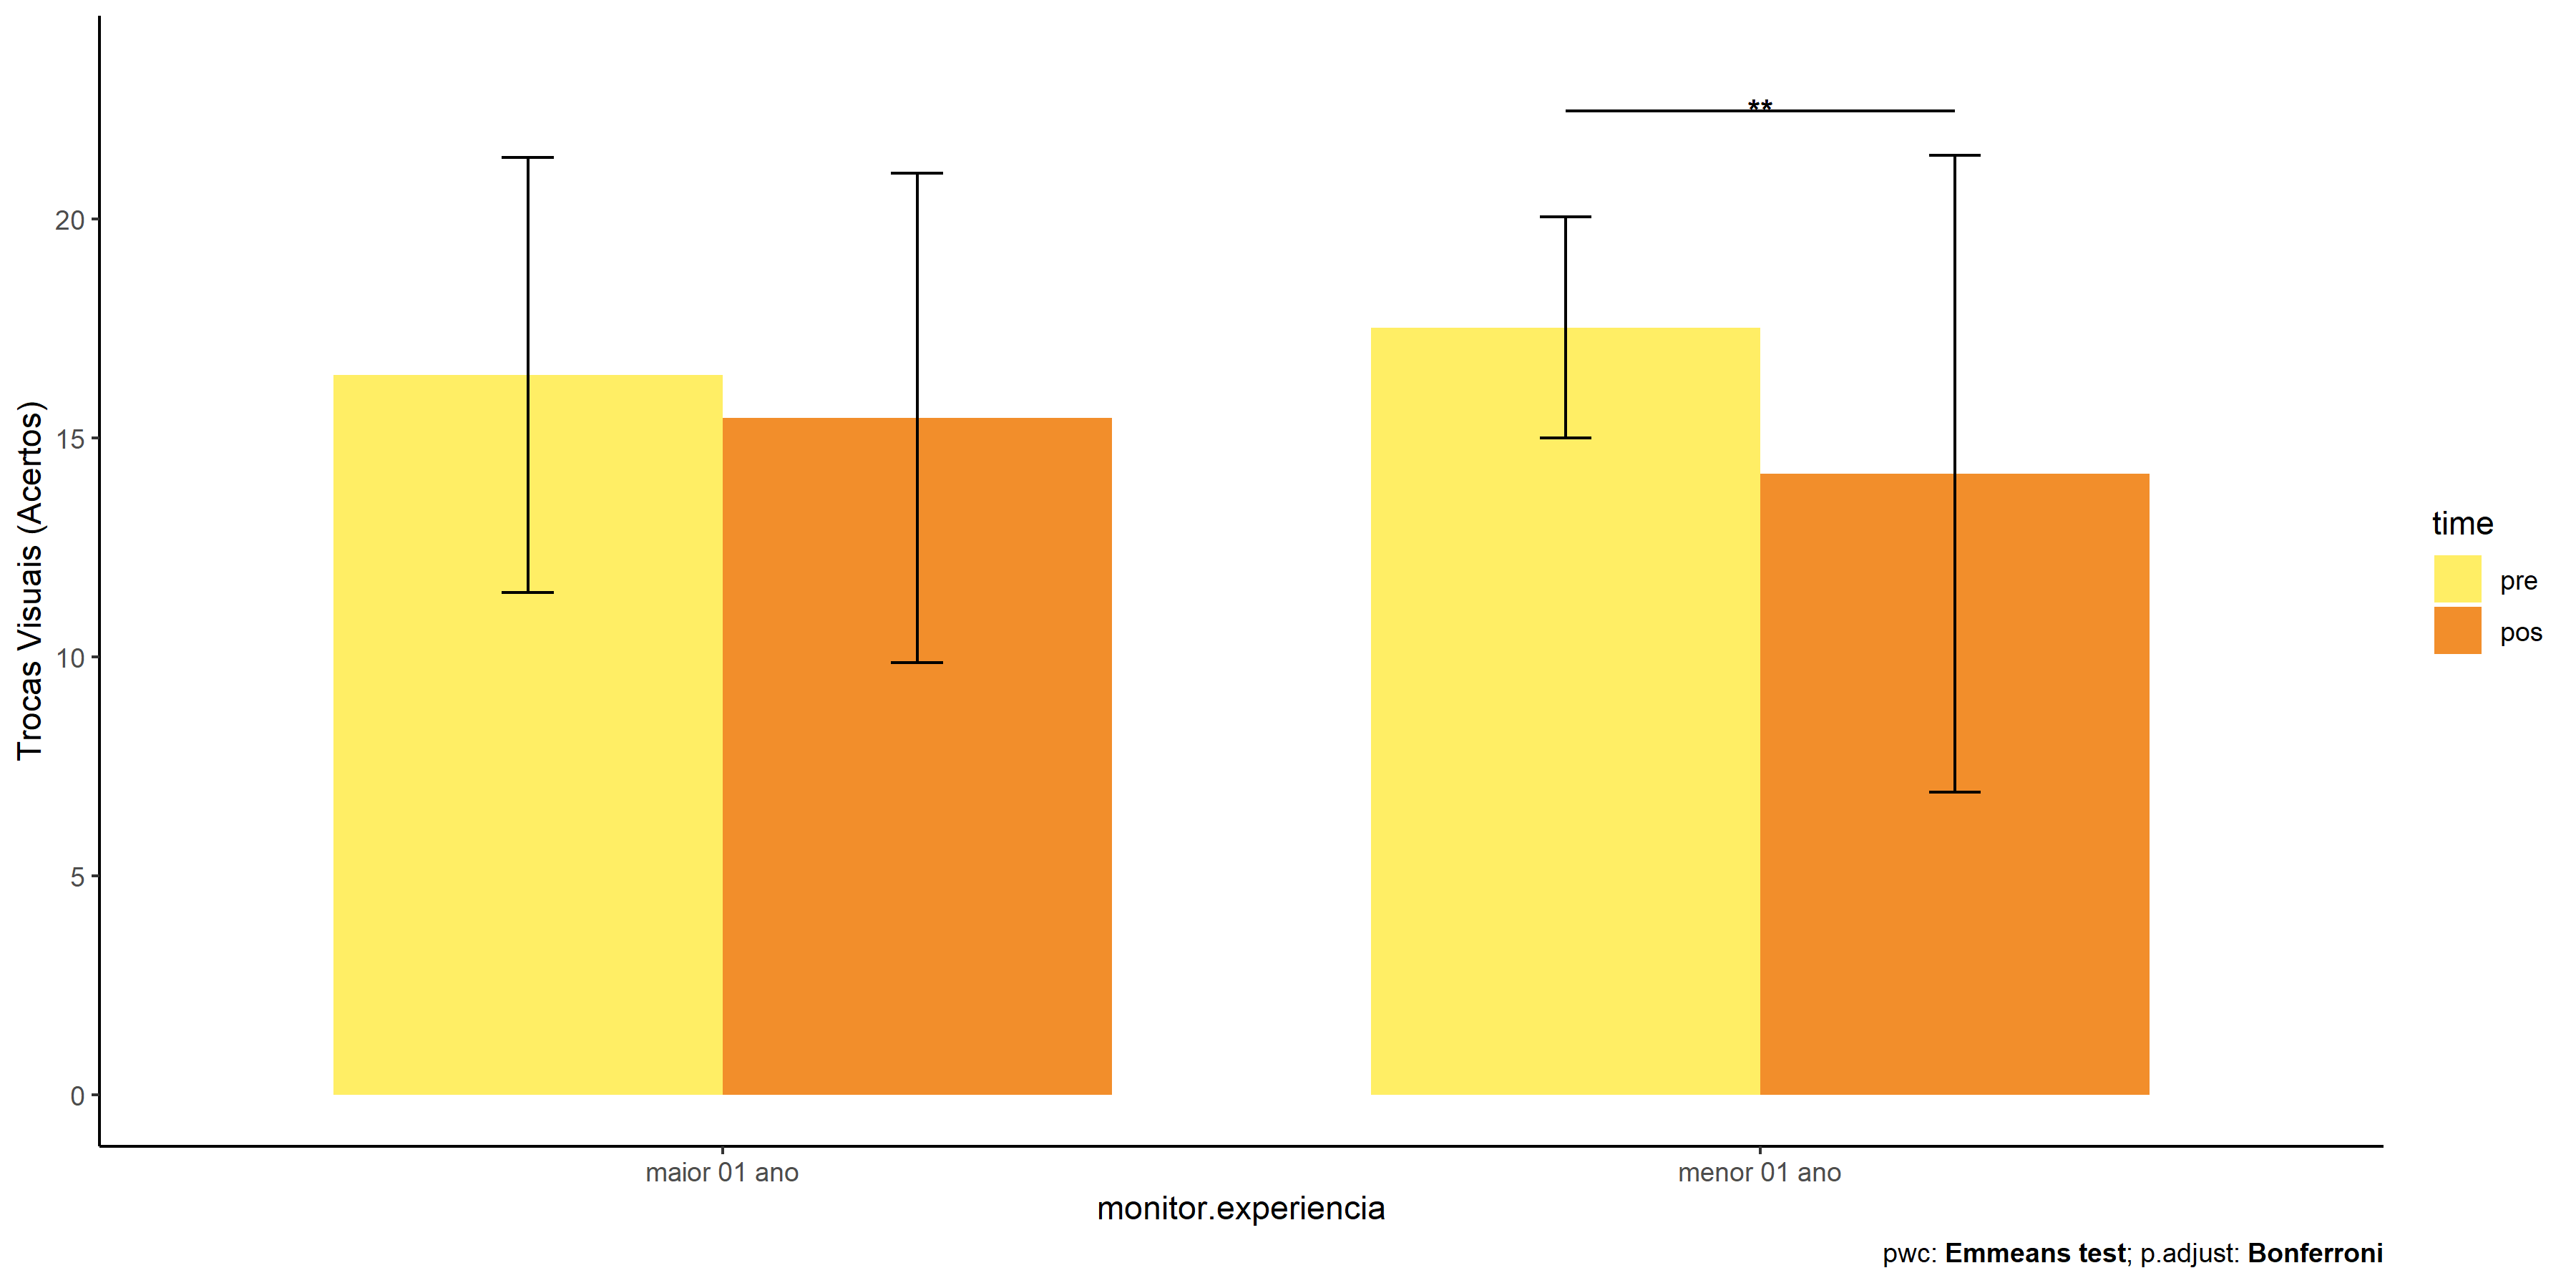 **
20
15
10
5
0
Trocas Visuais (Acertos)
maior 01 ano
menor 01 ano
monitor.experiencia
time
pre
pos
pwc: Emmeans test; p.adjust: Bonferroni